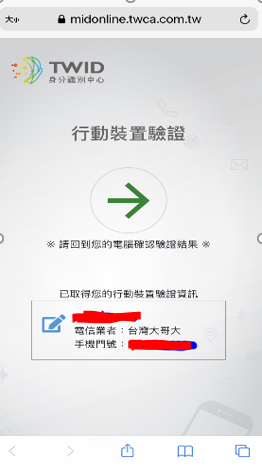 大小
midonline.twca.com.tw
TWID
身分識別中心
行動裝置驗證
※ 請回到您的電腦確認驗證結果 ※
已取得您的行動裝置驗證資訊
電信業者：台灣大哥大
手機門號：